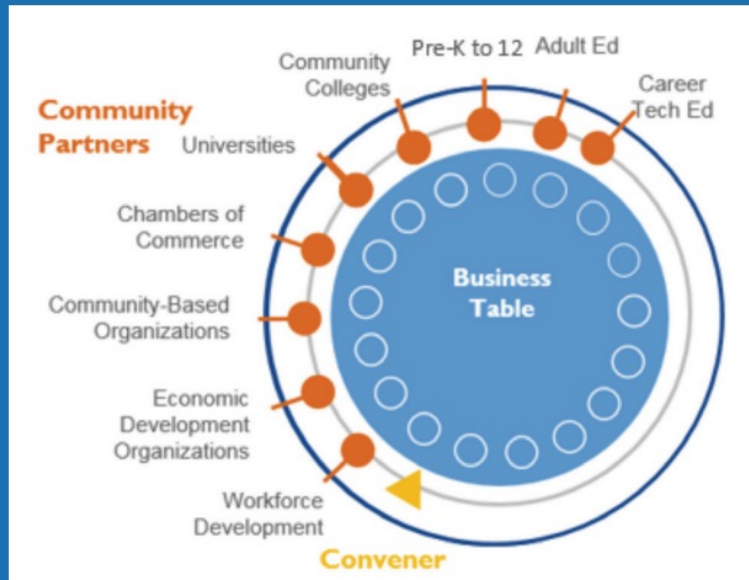 Pre-K to 12
Adult Ed
Community
Colleges
Career
Tech Ed
Community
Partners
Universities
Chambers of
Commerce
Business
Table
Community-Based
Organizations
Economic
Development
Organizations
Workforce
Development
Convener